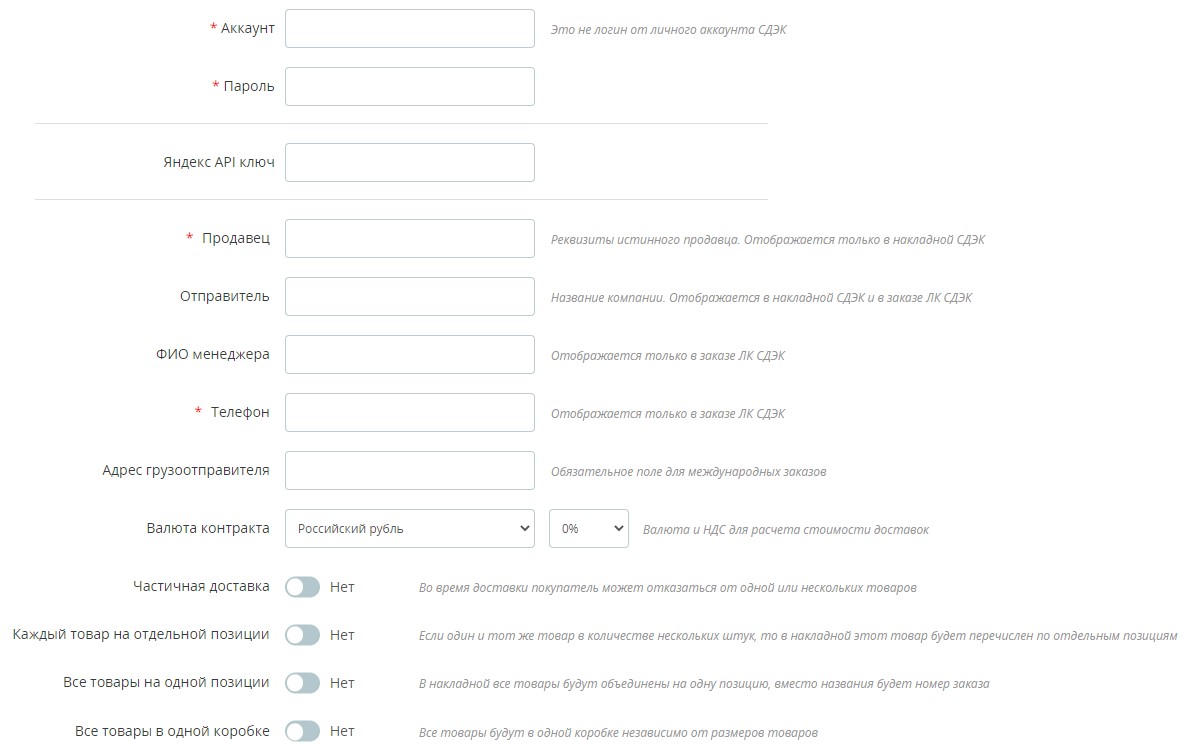 * Аккаунт Это не логин от личного аккаунта СДЭК
* Пароль
Яндекс API ключ
* Продавец Реквизиты истинного продавца. Отображается только в накладной СДЭК
Отправитель Название компании. Отображается в накладной СДЭК и в заказе ЛК СДЭК
ФИО менеджера Отображается только в заказе ЛК СДЭК
* Телефон Отображается только в заказе ЛК СДЭК
Адрес грузоотправителя Обязательное поле для международных заказов
Валюта контракта Российский рубль 0% Валюта и НДС для расчета стоимости доставок
Частичная доставка Нет Во время доставки покупатель может отказаться от одной или нескольких товаров
Каждый товар на отдельной позиции Нет Если один и тот же товар в количестве нескольких штук, то в накладной этот товар будет перечислен по отдельным позициям
Все товары на одной позиции Нет В накладной все товары будут объединены на одну позицию, вместо названия будет номер заказа
Все товары в одной коробке Нет Все товары будут в одной коробке независимо от размеров товаров